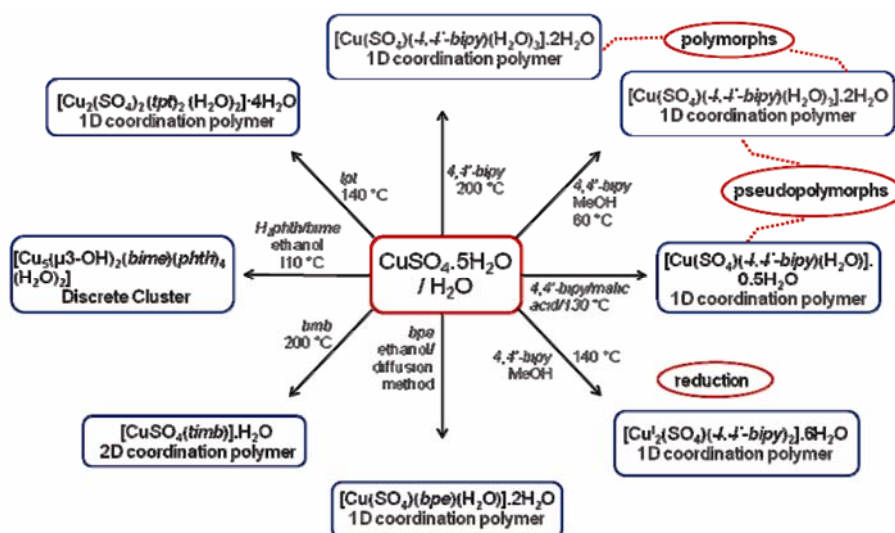 [Cu(SO₄)(4,4'-bipy)(H₂O)₃].2H₂O
1D coordination polymer
polymorphs
[Cu₂(SO₄)₂(tpt)₂(H₂O)₂]·4H₂O
1D coordination polymer
[Cu(SO₄)(4,4'-bipy)(H₂O)₃].2H₂O
1D coordination polymer
tpt
140 °C
4,4'-bipy
200 °C
4,4'-bipy
MeOH
60 °C
pseudopolymorphs
H₂phth/bime
ethanol
110 °C
[Cu₅(μ3-OH)₂(bime)(phth)₄
(H₂O)₂]
Discrete Cluster
CuSO₄.5H₂O
/ H₂O
[Cu(SO₄)(4,4'-bipy)(H₂O)].
0.5H₂O
1D coordination polymer
4,4'-bipy/malic
acid/130°C
bmb
200 °C
bpe
ethanol/
diffusion
method
4,4'-bipy
MeOH
140 °C
reduction
[CuSO₄(timb)].H₂O
2D coordination polymer
[Cuᴵ₂(SO₄)(4,4'-bipy)₂].6H₂O
1D coordination polymer
[Cu(SO₄)(bpe)(H₂O)].2H₂O
1D coordination polymer